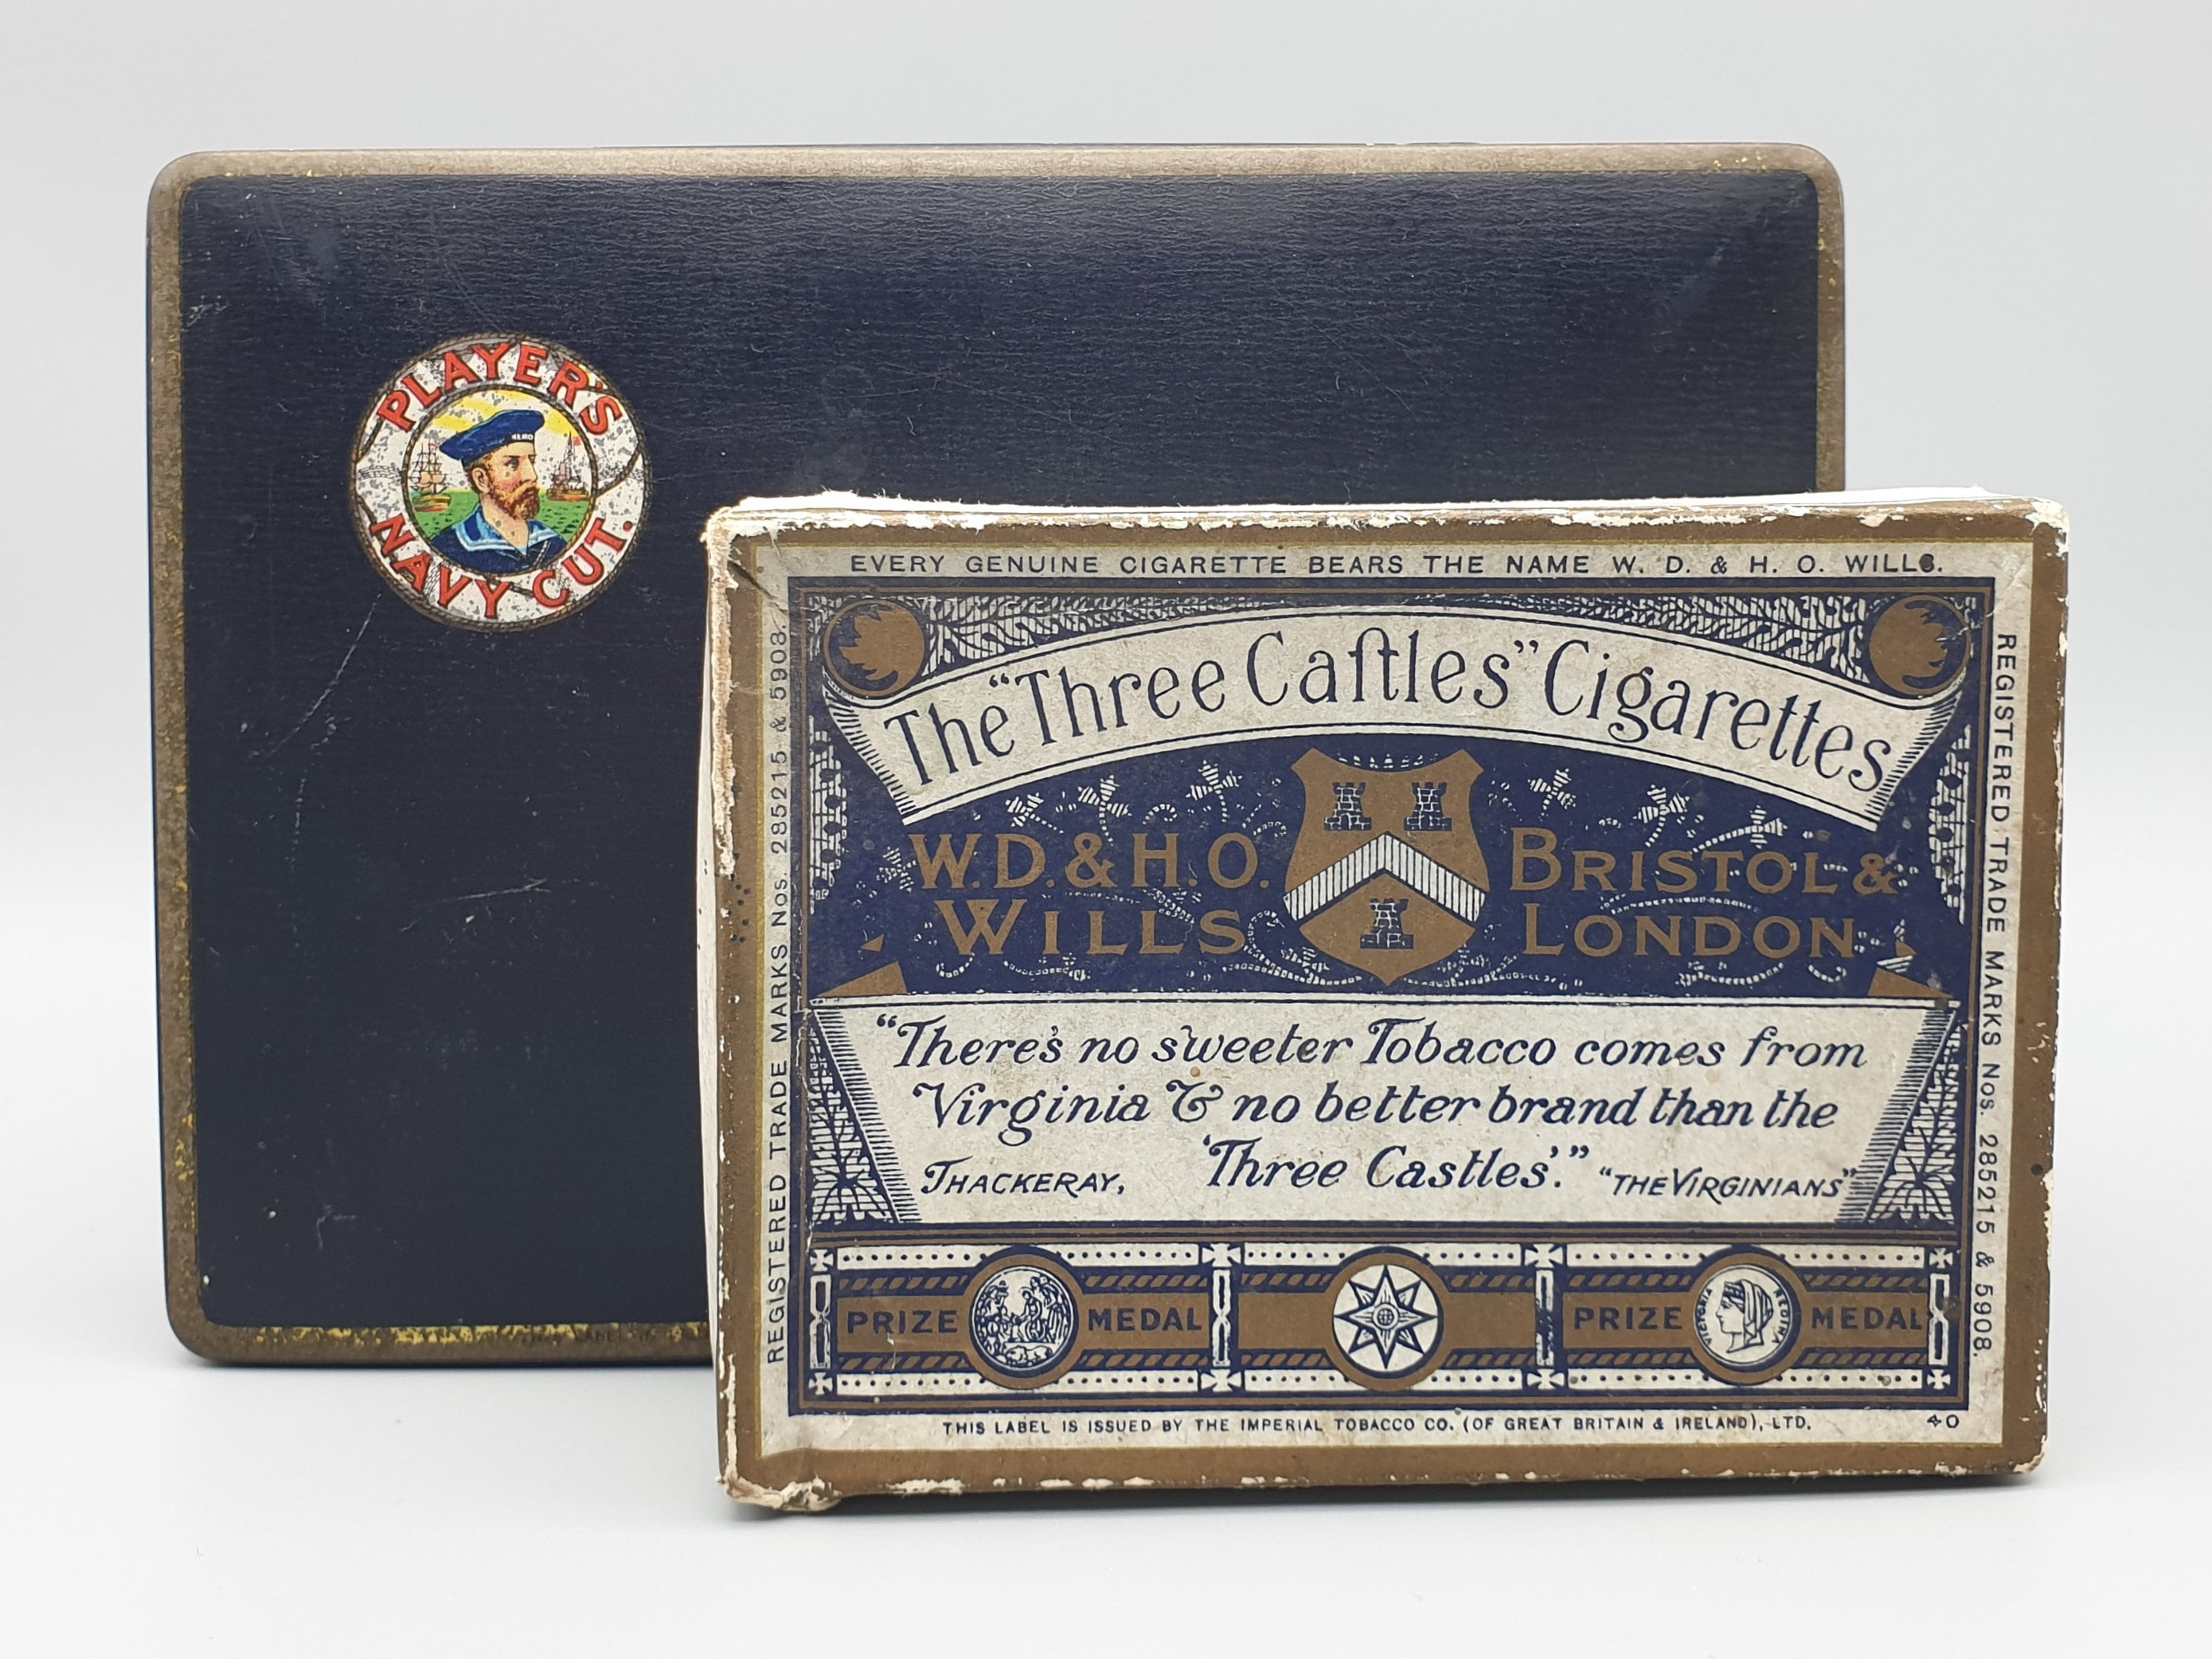 PLAYER'S
NAVY CUT.
HERO
EVERY GENUINE CIGARETTE BEARS THE NAME W. D. & H. O. WILLS.
REGISTERED TRADE MARKS Nos. 285215 & 5908.
The "Three Caſtles" Cigarettes
W.D. & H.O.
WILLS
BRISTOL &
LONDON
"There's no sweeter Tobacco comes from
Virginia & no better brand than the
'Three Castles'."
THACKERAY, "THE VIRGINIANS"
PRIZE MEDAL
PRIZE MEDAL
VICTORIA REGINA
REGISTERED TRADE MARKS Nos. 285215 & 5908.
THIS LABEL IS ISSUED BY THE IMPERIAL TOBACCO CO. (OF GREAT BRITAIN & IRELAND), LTD.
40